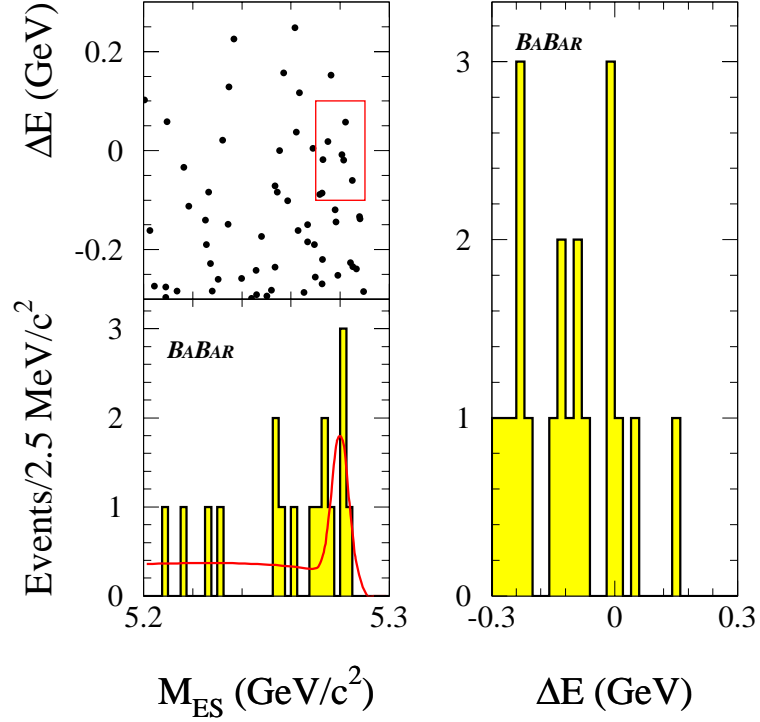 ΔE (GeV)
0.2
0
-0.2
Events/2.5 MeV/c²
3
2
1
0
BABAR
5.2
5.3
M_ES (GeV/c²)
BABAR
3
2
1
0
-0.3
0
0.3
ΔE (GeV)